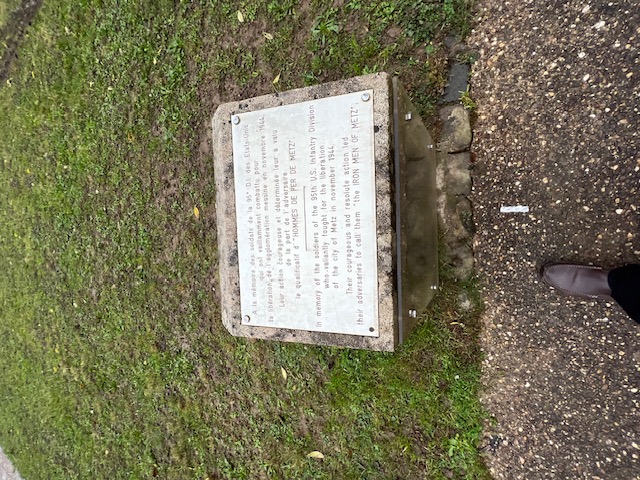 A la mémoire des soldats de la 95e D.I. des Etats-Unis
qui ont vaillamment combattu pour
la libération de l'agglomération messine en novembre 1944.
Leur action courageuse et déterminée leur a valu
de la part de l'adversaire
le qualificatif d'"HOMMES DE FER DE METZ"
In memory of the soldiers of the 95th U.S. Infantry Division
who valiantly fought for the liberation
of the city of Metz in november 1944.
Their courageous and resolute action led
their adversaries to call them "the IRON MEN OF METZ".